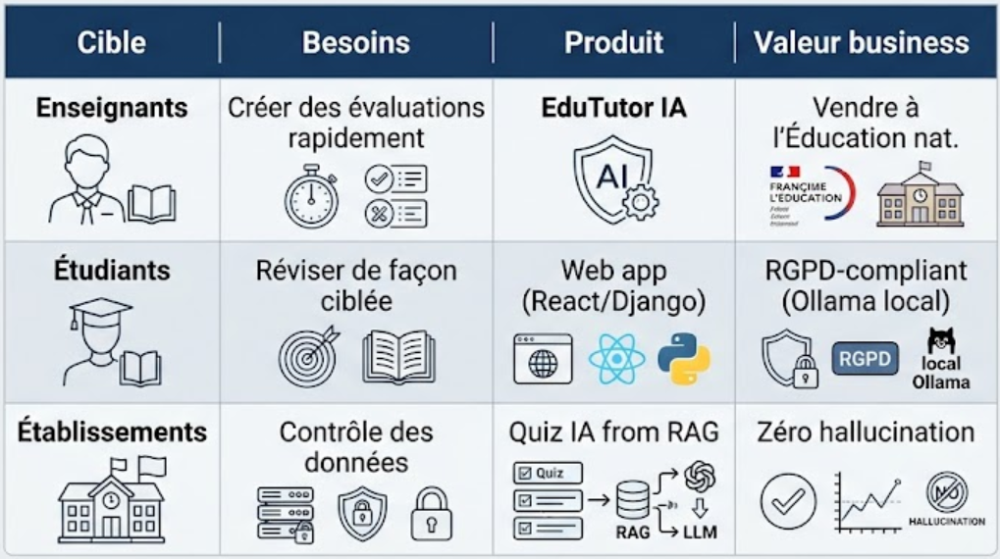 Cible
Besoins
Produit
Valeur business
Enseignants
Créer des évaluations
rapidement
EduTutor IA
AI
Vendre à
l'Éducation nat.
FRANÇIME
L'EDUCATION
Étudiants
Réviser de façon
ciblée
Web app
(React/Django)
RGPD-compliant
(Ollama local)
RGPD
local
Ollama
Établissements
Contrôle des
données
Quiz IA from RAG
Quiz
RAG
LLM
Zéro hallucination
HALLUCINATION